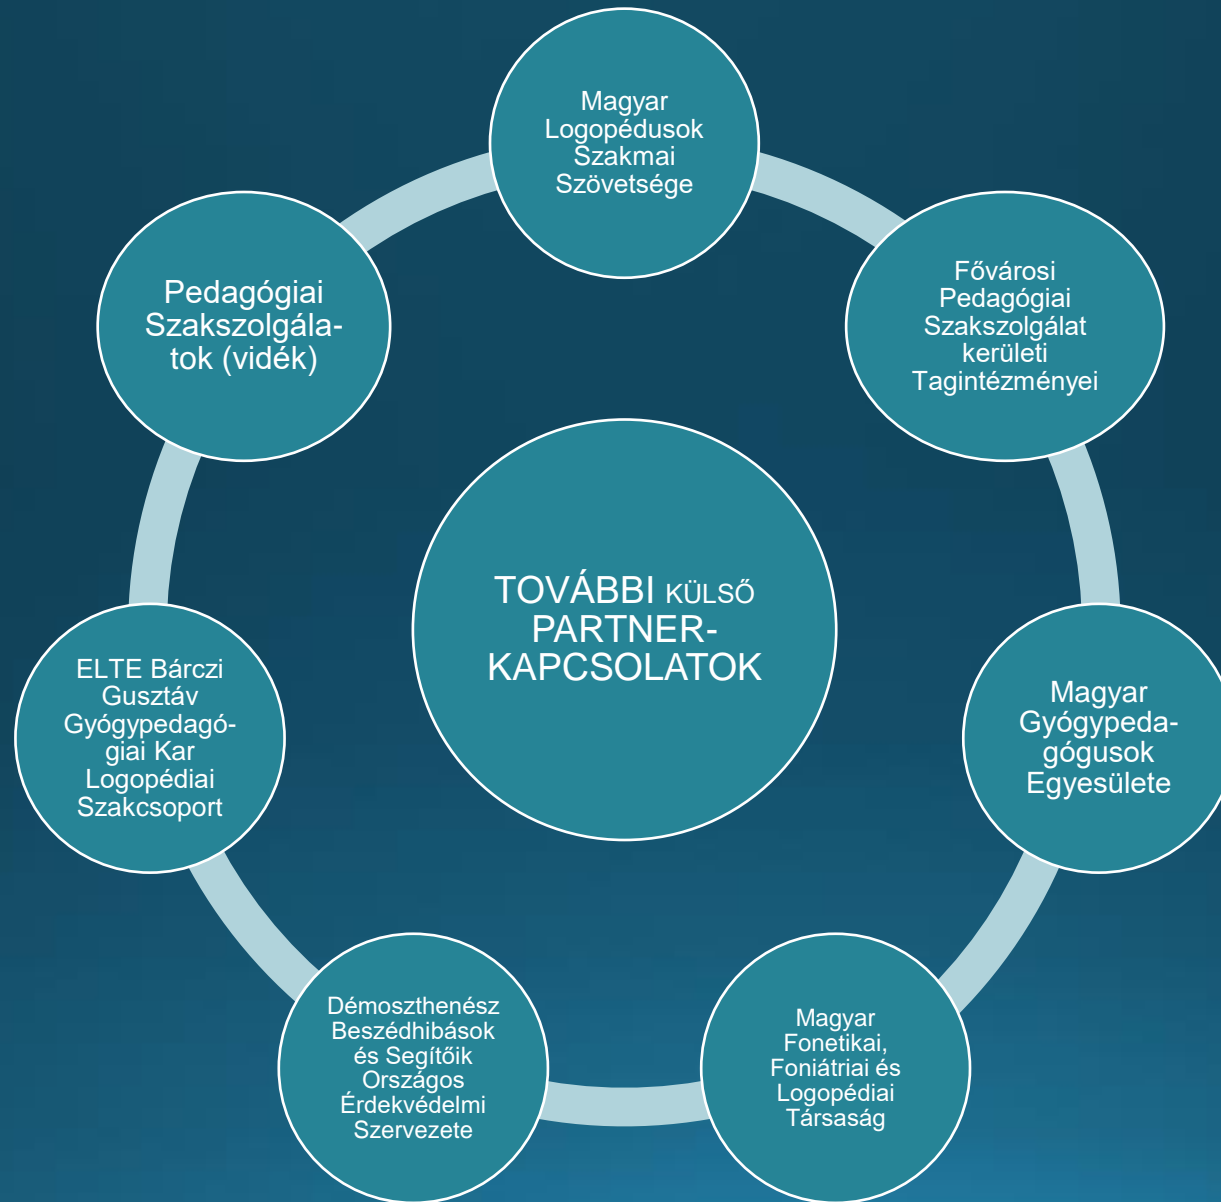 Magyar
Logopédusok
Szakmai
Szövetsége
Fővárosi
Pedagógiai
Szakszolgálat
kerületi
Tagintézményei
Magyar
Gyógypeda-
gógusok
Egyesülete
Magyar
Fonetikai,
Foniátriai és
Logopédiai
Társaság
Démoszthenész
Beszédhibások
és Segítőik
Országos
Érdekvédelmi
Szervezete
ELTE Bárczi
Gusztáv
Gyógypedagó-
giai Kar
Logopédiai
Szakcsoport
Pedagógiai
Szakszolgála-
tok (vidék)
TOVÁBBI KÜLSŐ
PARTNER-
KAPCSOLATOK